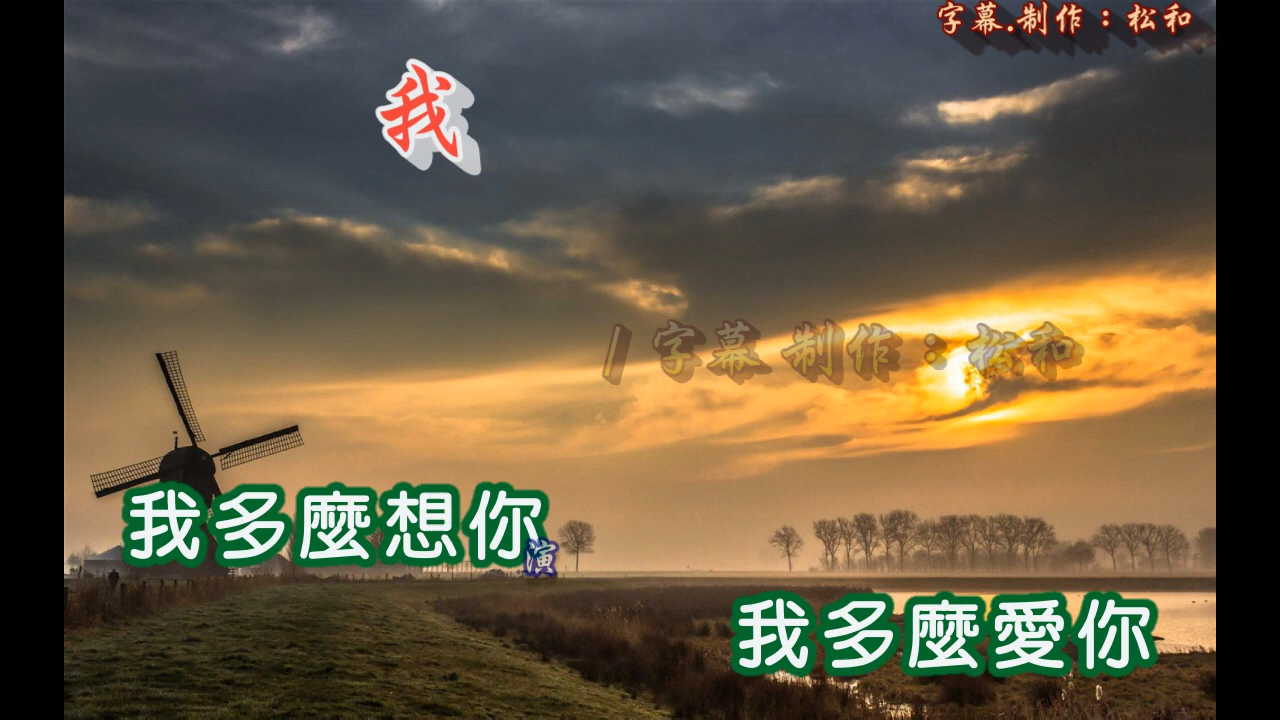 字幕.制作：松和
我
/ 字幕 制作：松和
我多麼想你
演
我多麼愛你